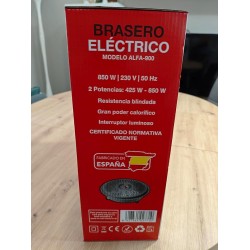 BRASERO
ELÉCTRICO
MODELO ALFA-900
850 W | 230 V | 50 Hz
2 Potencias: 425 W - 850 W
Resistencia blindada
Gran poder calorífico
Interruptor luminoso
CERTIFICADO NORMATIVA
VIGENTE
FABRICADO EN
ESPAÑA